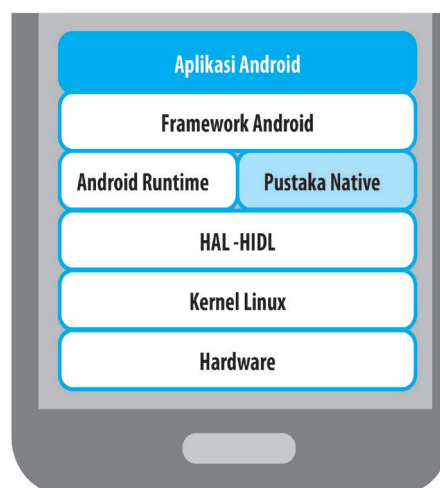 Aplikasi Android
Framework Android
Android Runtime
Pustaka Native
HAL -HIDL
Kernel Linux
Hardware